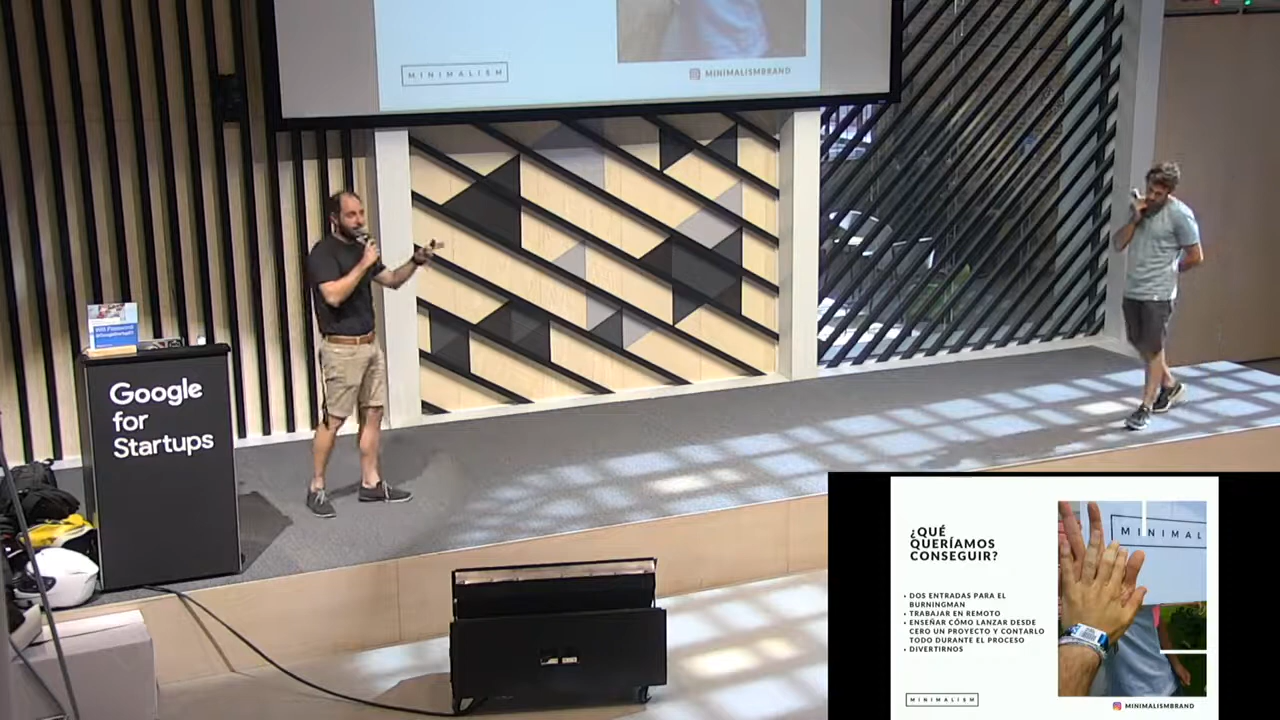 MINIMALISM
MINIMALISMBRAND
Google
for
Startups
¿QUÉ
QUERÍAMOS
CONSEGUIR?
DOS ENTRADAS PARA EL
BURNINGMAN
TRABAJAR EN REMOTO
ENSEÑAR CÓMO LANZAR DESDE
CERO UN PROYECTO Y CONTARLO
TODO DURANTE EL PROCESO
DIVERTIRNOS
MINIMAL
MINIMALISM
MINIMALISMBRAND